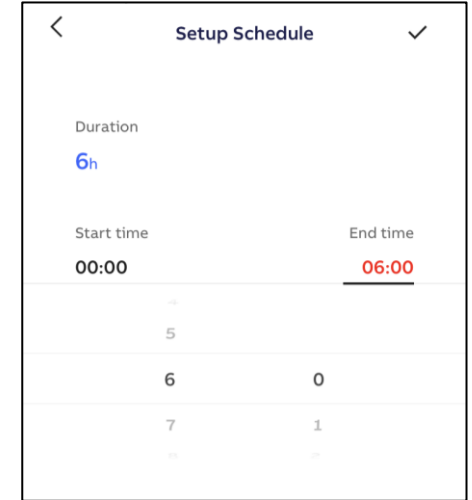 Setup Schedule
Duration
6h
Start time End time
00:00 06:00
5
6 0
7 1